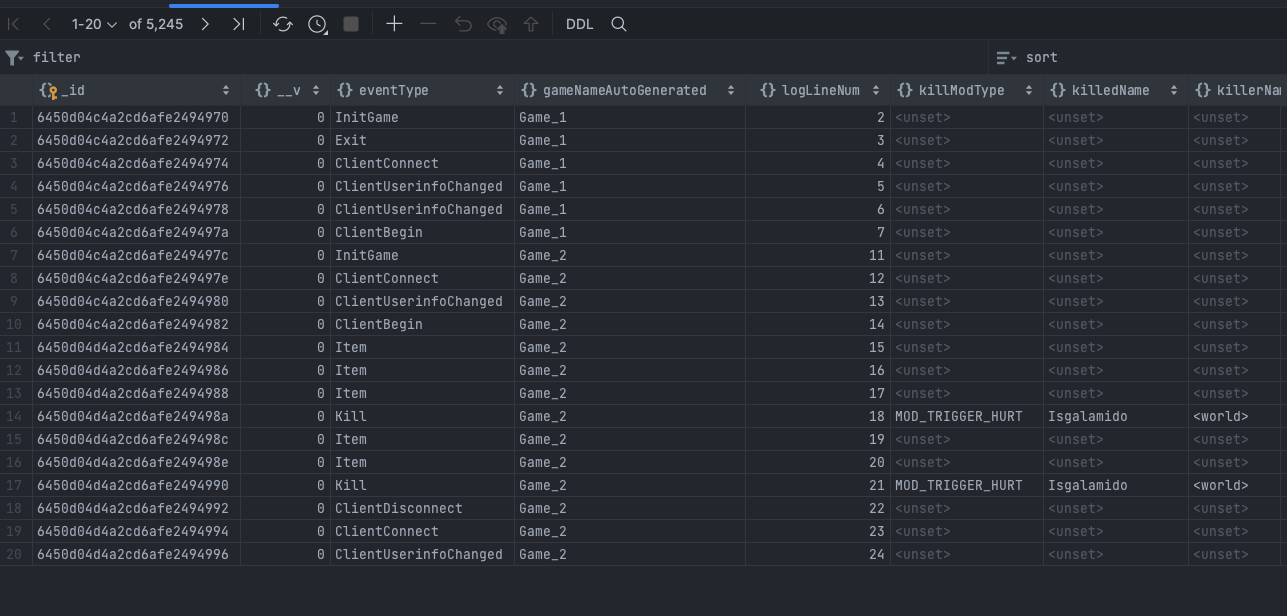 1-20 of 5,245 DDL
filter sort
_id __v eventType gameNameAutoGenerated logLineNum killModType killedName killerNa
1 6450d04c4a2cd6afe2494970 0 InitGame Game_1 2 <unset> <unset> <unset>
2 6450d04c4a2cd6afe2494972 0 Exit Game_1 3 <unset> <unset> <unset>
3 6450d04c4a2cd6afe2494974 0 ClientConnect Game_1 4 <unset> <unset> <unset>
4 6450d04c4a2cd6afe2494976 0 ClientUserinfoChanged Game_1 5 <unset> <unset> <unset>
5 6450d04c4a2cd6afe2494978 0 ClientUserinfoChanged Game_1 6 <unset> <unset> <unset>
6 6450d04c4a2cd6afe249497a 0 ClientBegin Game_1 7 <unset> <unset> <unset>
7 6450d04c4a2cd6afe249497c 0 InitGame Game_2 11 <unset> <unset> <unset>
8 6450d04c4a2cd6afe249497e 0 ClientConnect Game_2 12 <unset> <unset> <unset>
9 6450d04d4a2cd6afe2494980 0 ClientUserinfoChanged Game_2 13 <unset> <unset> <unset>
10 6450d04d4a2cd6afe2494982 0 ClientBegin Game_2 14 <unset> <unset> <unset>
11 6450d04d4a2cd6afe2494984 0 Item Game_2 15 <unset> <unset> <unset>
12 6450d04d4a2cd6afe2494986 0 Item Game_2 16 <unset> <unset> <unset>
13 6450d04d4a2cd6afe2494988 0 Item Game_2 17 <unset> <unset> <unset>
14 6450d04d4a2cd6afe249498a 0 Kill Game_2 18 MOD_TRIGGER_HURT Isgalamido <world>
15 6450d04d4a2cd6afe249498c 0 Item Game_2 19 <unset> <unset> <unset>
16 6450d04d4a2cd6afe249498e 0 Item Game_2 20 <unset> <unset> <unset>
17 6450d04d4a2cd6afe2494990 0 Kill Game_2 21 MOD_TRIGGER_HURT Isgalamido <world>
18 6450d04d4a2cd6afe2494992 0 ClientDisconnect Game_2 22 <unset> <unset> <unset>
19 6450d04d4a2cd6afe2494994 0 ClientConnect Game_2 23 <unset> <unset> <unset>
20 6450d04d4a2cd6afe2494996 0 ClientUserinfoChanged Game_2 24 <unset> <unset> <unset>